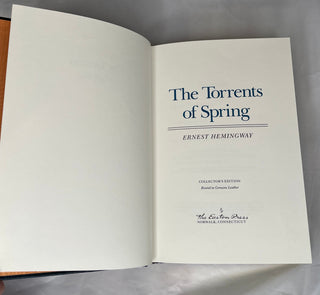 The Torrents
of Spring
ERNEST HEMINGWAY
COLLECTOR'S EDITION
Bound in Genuine Leather
The Easton Press
NORWALK, CONNECTICUT